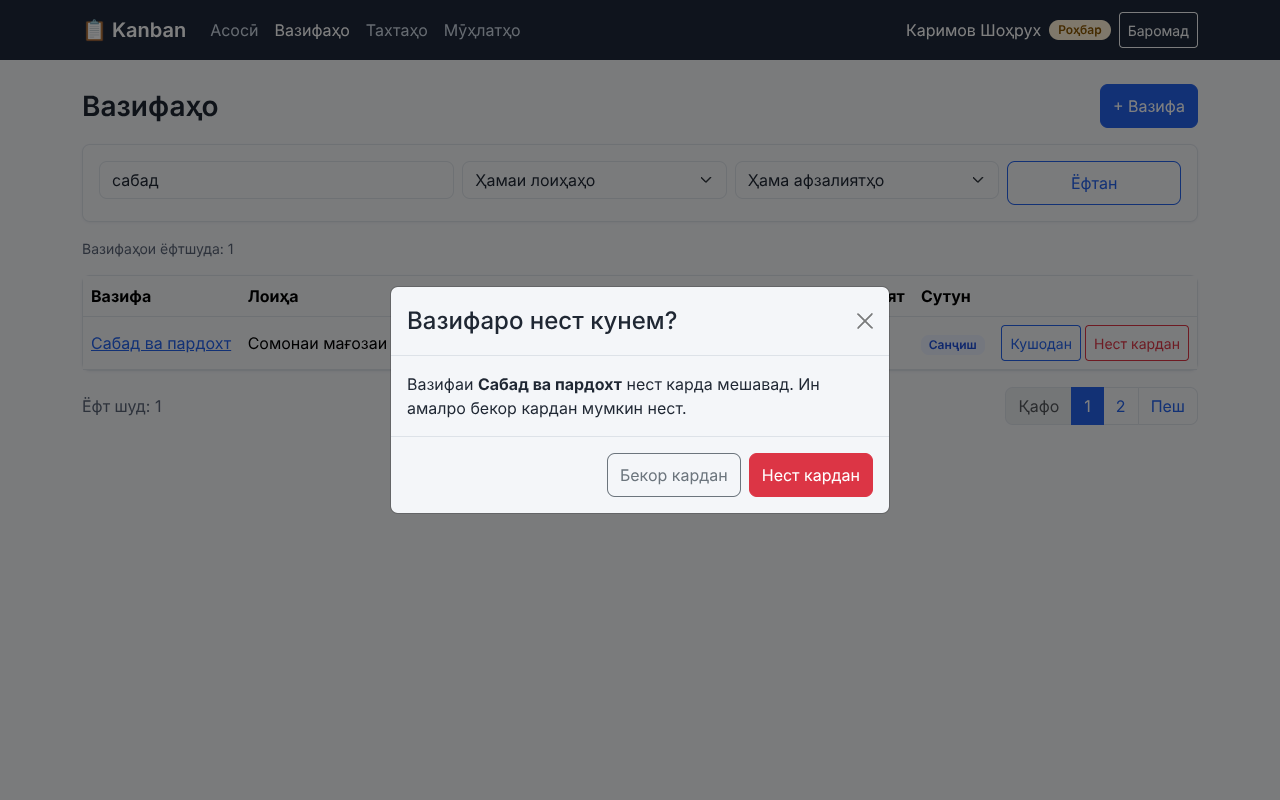 📋 Kanban Асосӣ Вазифаҳо Тахтаҳо Мӯҳлатҳо Каримов Шоҳрух Роҳбар Баромад
Вазифаҳо + Вазифа
сабад Ҳамаи лоиҳаҳо Ҳама афзалиятҳо Ёфтан
Вазифаҳои ёфтшуда: 1
Вазифа Лоиҳа Сутун
Сабад ва пардохт Сомонаи мағозаи Санҷиш Кушодан Нест кардан
Ёфт шуд: 1 Қафо 1 2 Пеш
Вазифаро нест кунем?
Вазифаи Сабад ва пардохт нест карда мешавад. Ин
амалро бекор кардан мумкин нест.
Бекор кардан Нест кардан